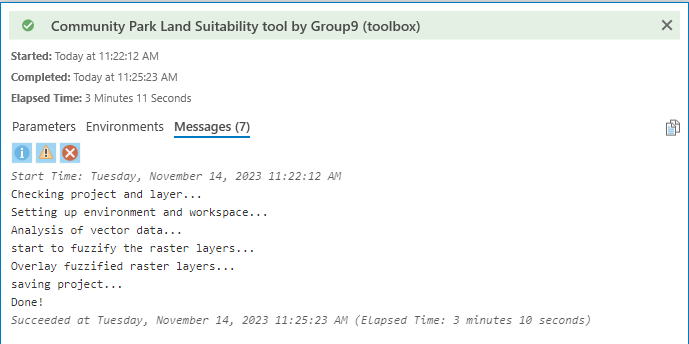 Community Park Land Suitability tool by Group9 (toolbox)
Started: Today at 11:22:12 AM
Completed: Today at 11:25:23 AM
Elapsed Time: 3 Minutes 11 Seconds
Parameters Environments Messages (7)
Start Time: Tuesday, November 14, 2023 11:22:12 AM
Checking project and layer...
Setting up environment and workspace...
Analysis of vector data...
start to fuzzify the raster layers...
Overlay fuzzified raster layers...
saving project...
Done!
Succeeded at Tuesday, November 14, 2023 11:25:23 AM (Elapsed Time: 3 minutes 10 seconds)